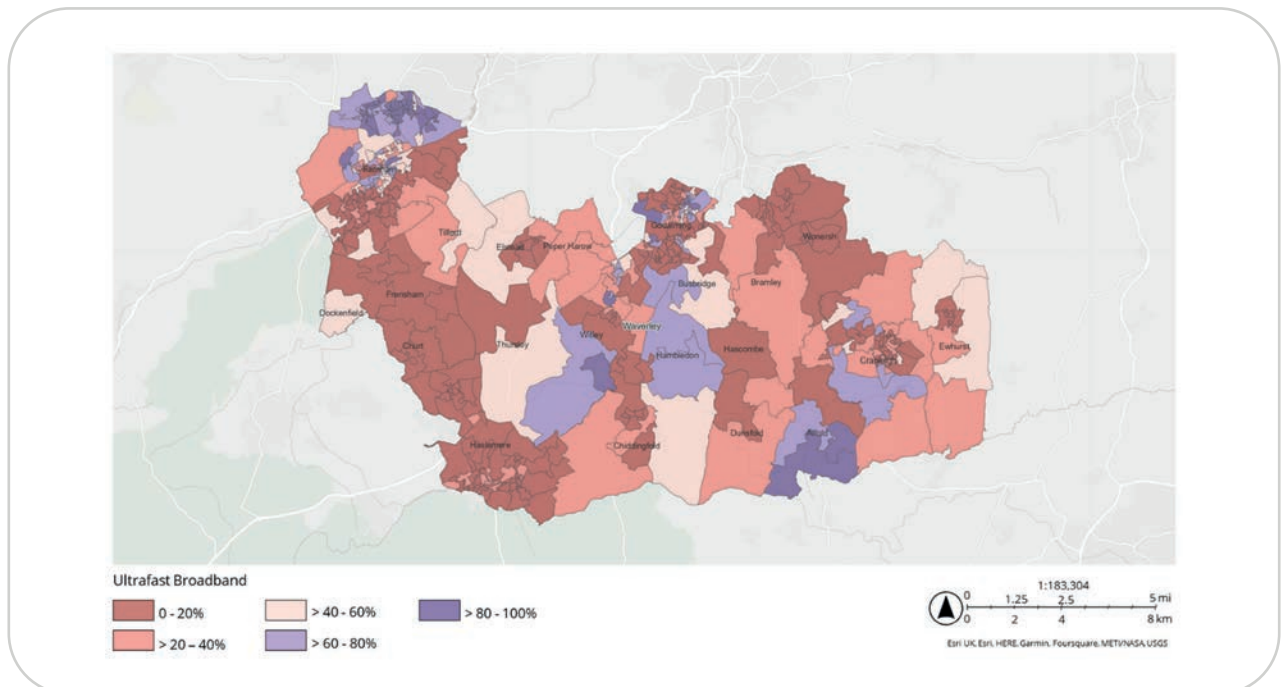 Farnham
Tilford
Elstead
Peper Harow
Godalming
Wonersh
Busbridge
Bramley
Frensham
Dockenfield
Churt
Thursley
Witley
Waverley
Hambledon
Hascombe
Cranleigh
Ewhurst
Haslemere
Chiddingfold
Dunsfold
Alfold
Ultrafast Broadband
0 - 20%
> 40 - 60%
> 80 - 100%
> 20 – 40%
> 60 - 80%
1:183,304
0 1.25 2.5 5 mi
0 2 4 8 km
Esri UK, Esri, HERE, Garmin, Foursquare, METI/NASA, USGS